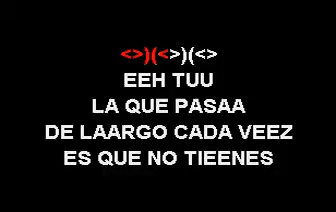 <>)(<>)(<>
EEH TUU
LA QUE PASAA
DE LAARGO CADA VEEZ
ES QUE NO TIEENES